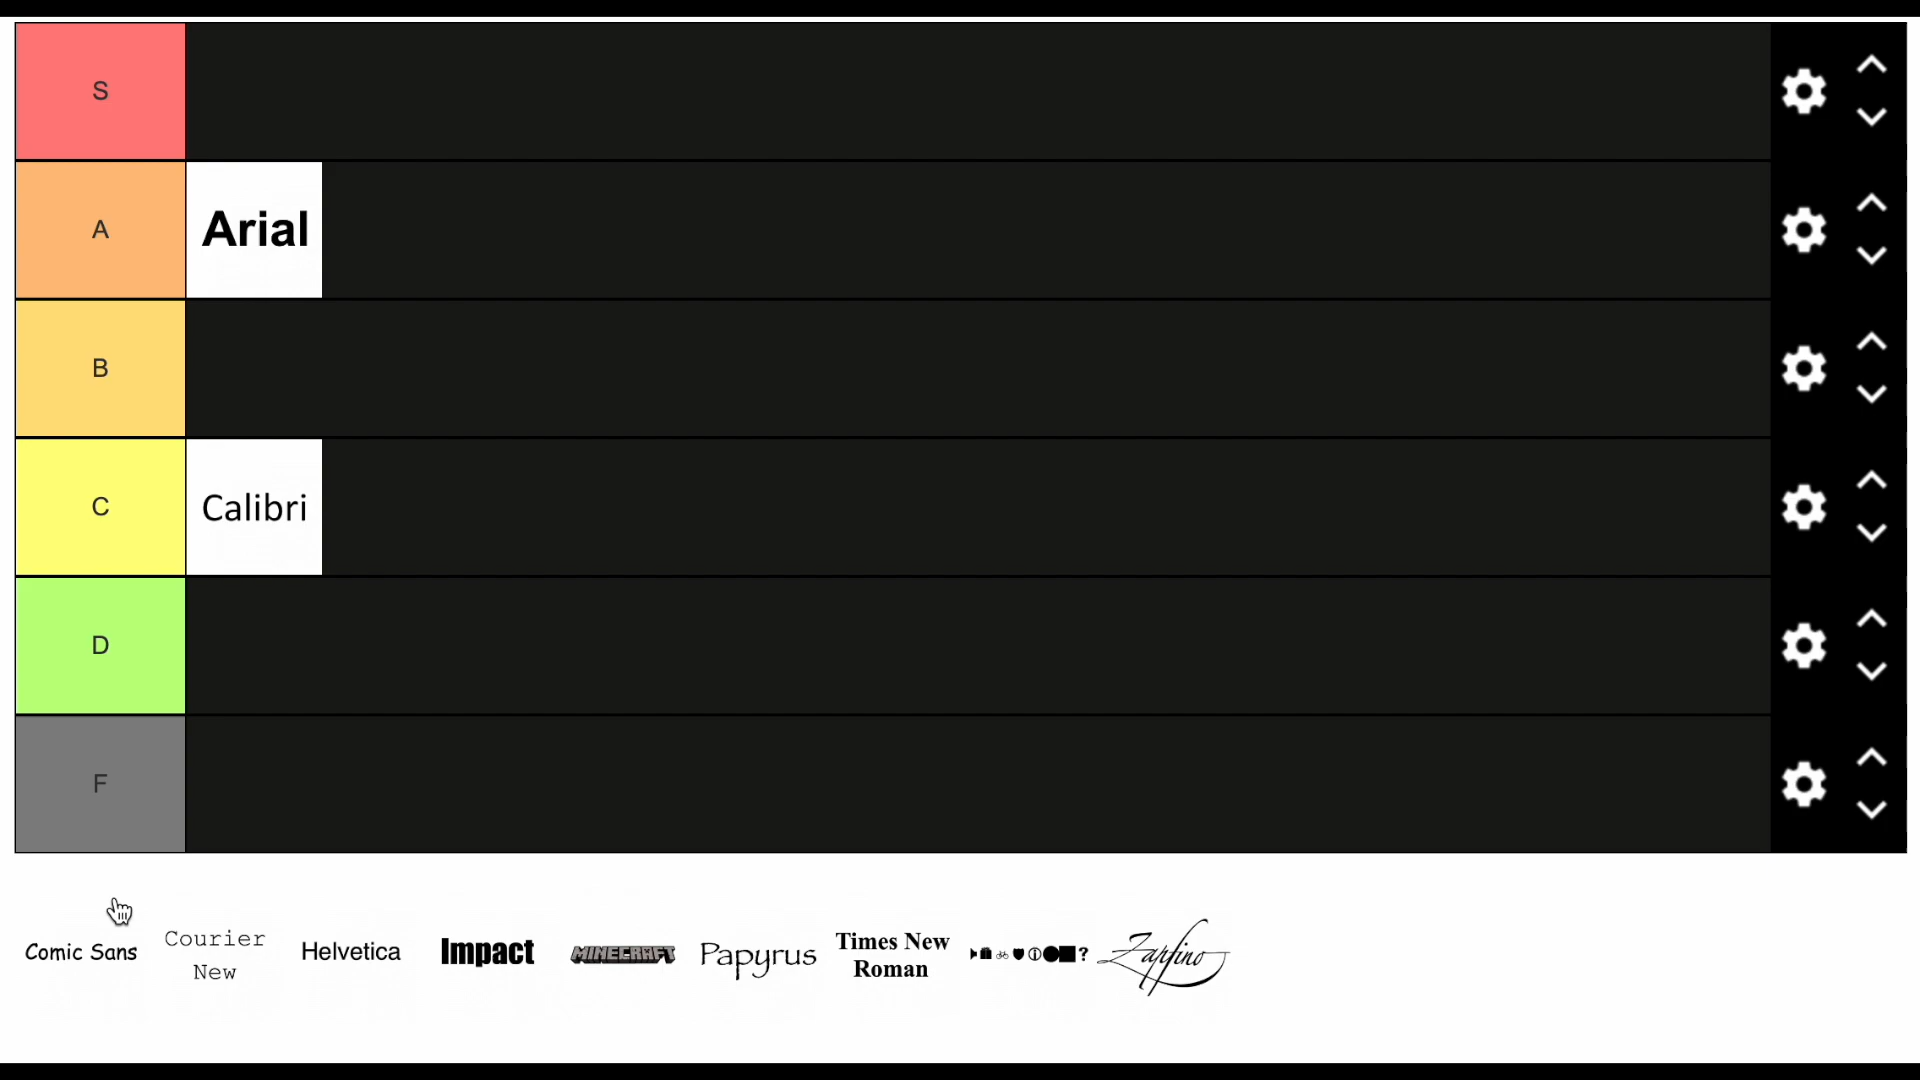 S
A
Arial
B
C
Calibri
D
F
Comic Sans
Courier
New
Helvetica
Impact
MINECRAFT
Papyrus
Times New
Roman
?
Zapfino